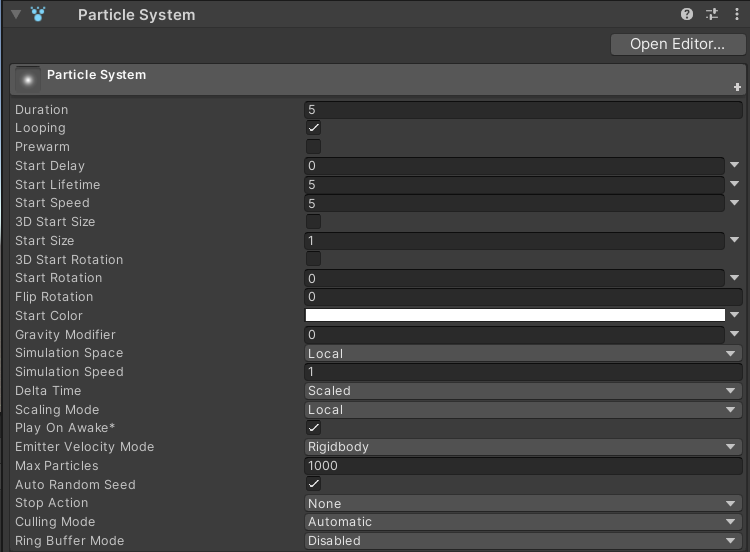 Particle System
Open Editor...
Particle System
Duration 5
Looping
Prewarm
Start Delay 0
Start Lifetime 5
Start Speed 5
3D Start Size
Start Size 1
3D Start Rotation
Start Rotation 0
Flip Rotation 0
Start Color
Gravity Modifier 0
Simulation Space Local
Simulation Speed 1
Delta Time Scaled
Scaling Mode Local
Play On Awake*
Emitter Velocity Mode Rigidbody
Max Particles 1000
Auto Random Seed
Stop Action None
Culling Mode Automatic
Ring Buffer Mode Disabled